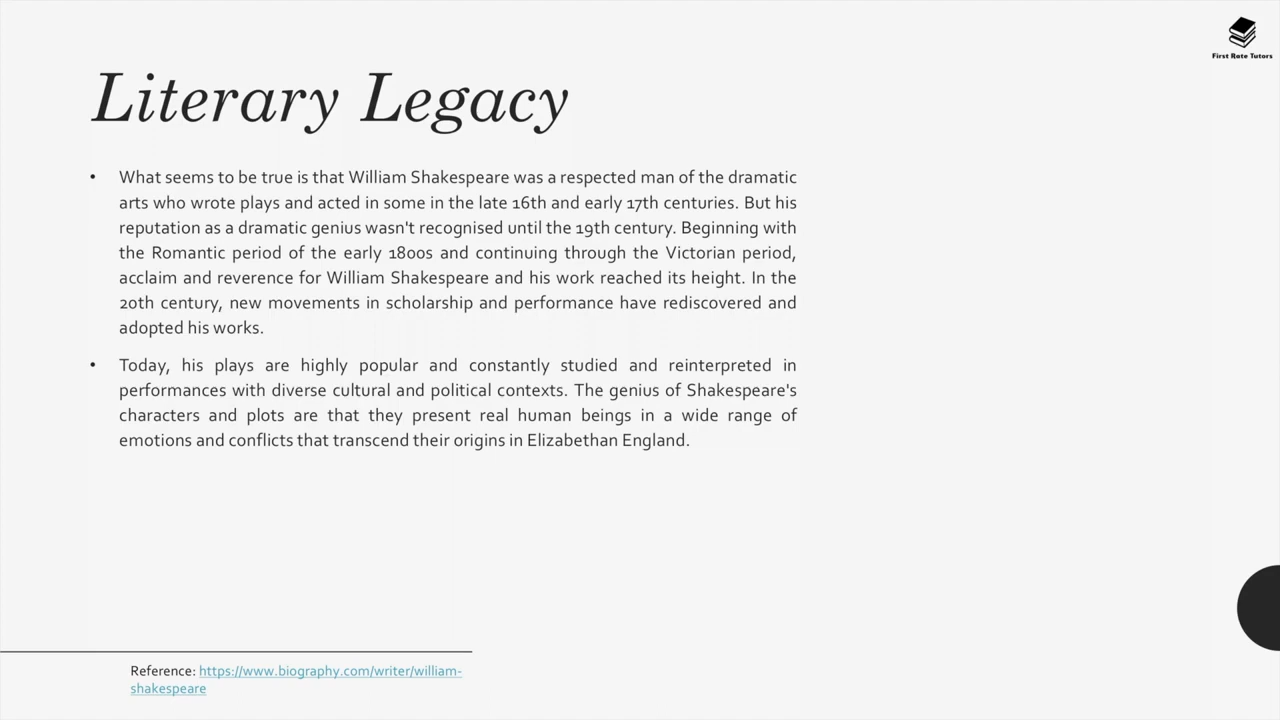 First Rate Tutors
Literary Legacy
• What seems to be true is that William Shakespeare was a respected man of the dramatic
arts who wrote plays and acted in some in the late 16th and early 17th centuries. But his
reputation as a dramatic genius wasn't recognised until the 19th century. Beginning with
the Romantic period of the early 1800s and continuing through the Victorian period,
acclaim and reverence for William Shakespeare and his work reached its height. In the
20th century, new movements in scholarship and performance have rediscovered and
adopted his works.
• Today, his plays are highly popular and constantly studied and reinterpreted in
performances with diverse cultural and political contexts. The genius of Shakespeare's
characters and plots are that they present real human beings in a wide range of
emotions and conflicts that transcend their origins in Elizabethan England.
Reference: https://www.biography.com/writer/william-
shakespeare